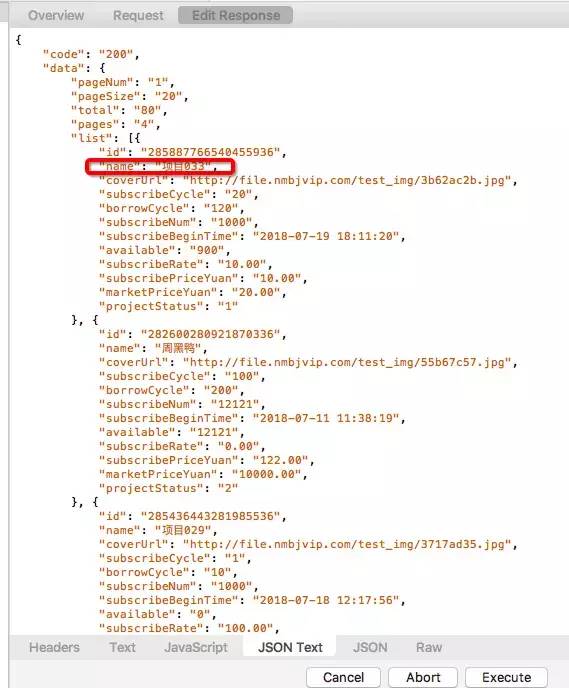 Overview Request Edit Response
{
"code": "200",
"data": {
"pageNum": "1",
"pageSize": "20",
"total": "80",
"pages": "4",
"list": [{
"id": "285887766540455936",
"name": "项目033",
"coverUrl": "http://file.nmbjvip.com/test_img/3b62ac2b.jpg",
"subscribeCycle": "20",
"borrowCycle": "120",
"subscribeNum": "1000",
"subscribeBeginTime": "2018-07-19 18:11:20",
"available": "900",
"subscribeRate": "10.00",
"subscribePriceYuan": "10.00",
"marketPriceYuan": "20.00",
"projectStatus": "1"
}, {
"id": "282600280921870336",
"name": "周黑鸭",
"coverUrl": "http://file.nmbjvip.com/test_img/55b67c57.jpg",
"subscribeCycle": "100",
"borrowCycle": "200",
"subscribeNum": "12121",
"subscribeBeginTime": "2018-07-11 11:38:19",
"available": "12121",
"subscribeRate": "0.00",
"subscribePriceYuan": "122.00",
"marketPriceYuan": "10000.00",
"projectStatus": "2"
}, {
"id": "285436443281985536",
"name": "项目029",
"coverUrl": "http://file.nmbjvip.com/test_img/3717ad35.jpg",
"subscribeCycle": "1",
"borrowCycle": "10",
"subscribeNum": "1000",
"subscribeBeginTime": "2018-07-18 12:17:56",
"available": "0",
"subscribeRate": "100.00",
Headers Text JavaScript JSON Text JSON Raw
Cancel Abort Execute